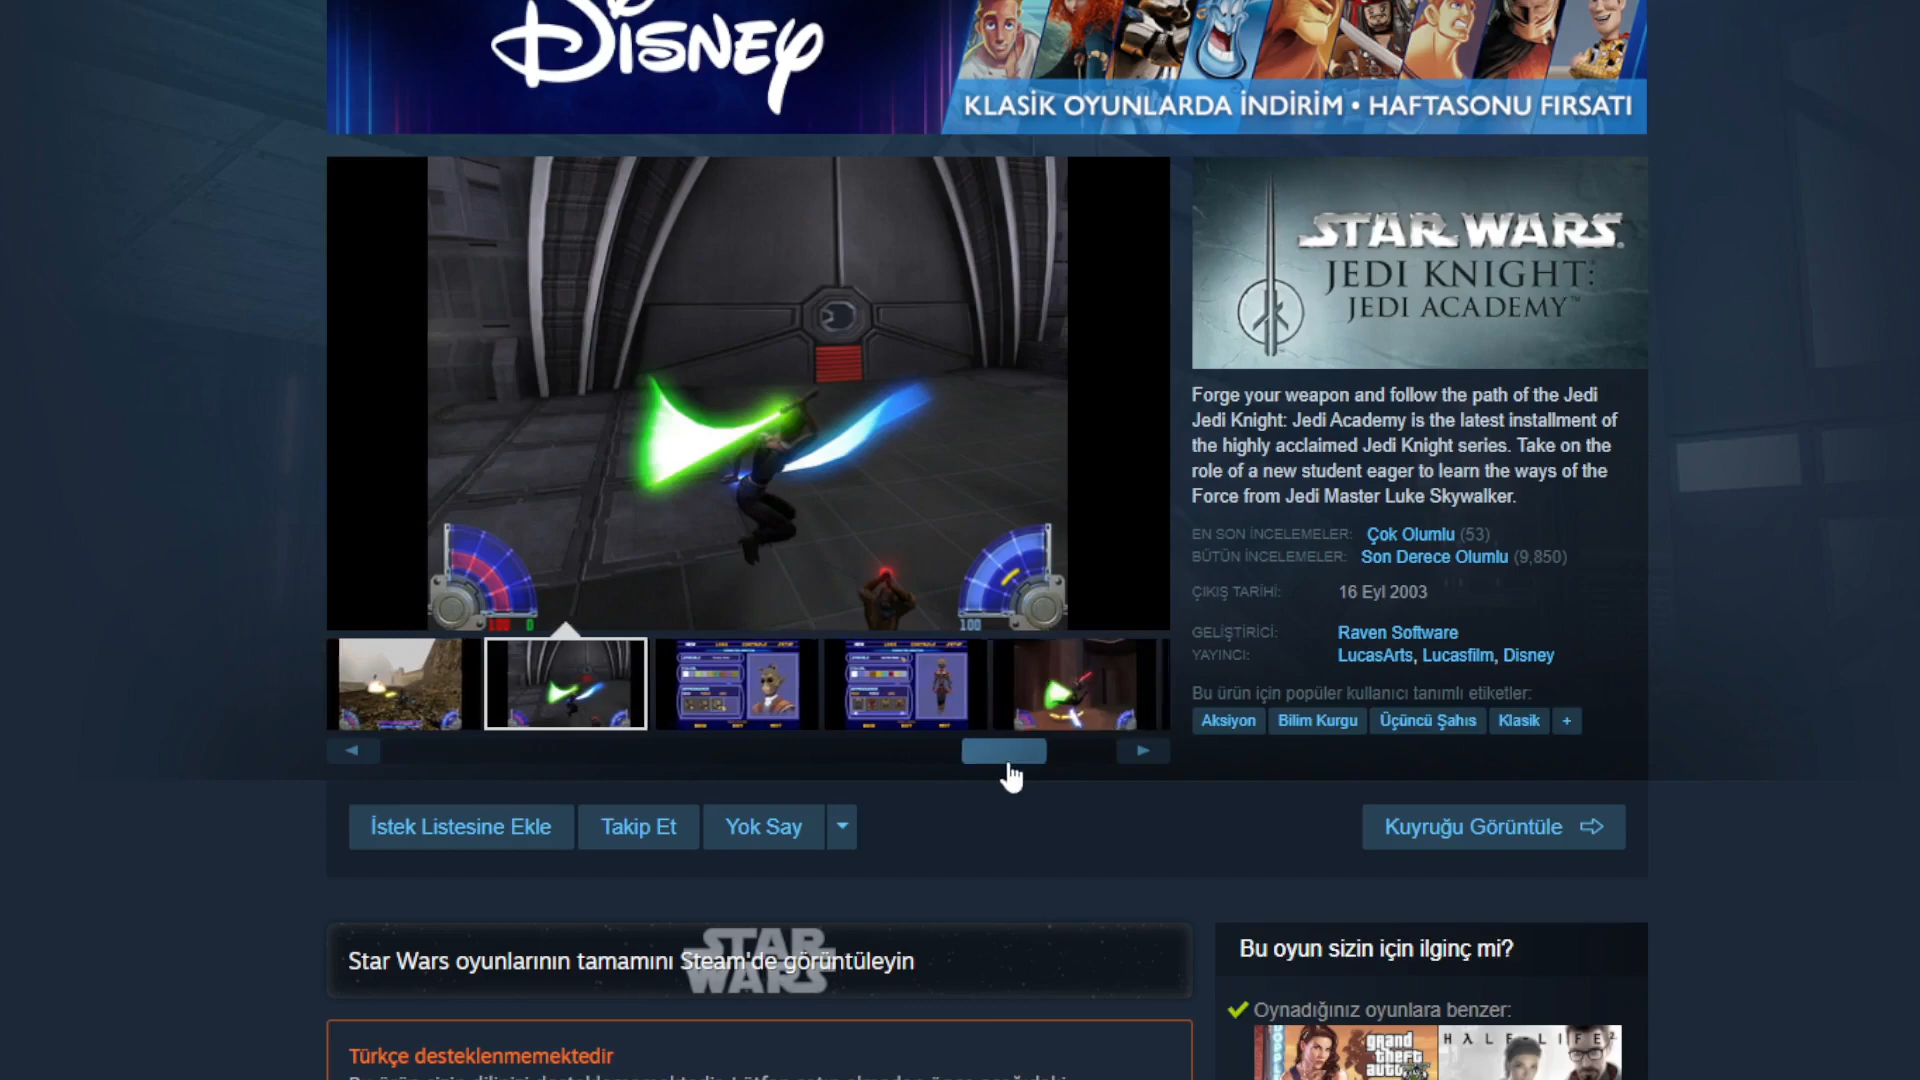 DISNEY
KLASİK OYUNLARDA İNDİRİM • HAFTASONU FIRSATI
STAR WARS
JEDI KNIGHT:
JEDI ACADEMY™
Forge your weapon and follow the path of the Jedi
Jedi Knight: Jedi Academy is the latest installment of
the highly acclaimed Jedi Knight series. Take on the
role of a new student eager to learn the ways of the
Force from Jedi Master Luke Skywalker.
EN SON İNCELEMELER: Çok Olumlu (53)
BÜTÜN İNCELEMELER: Son Derece Olumlu (9,850)
ÇIKIŞ TARİHİ: 16 Eyl 2003
GELİŞTİRİCİ: Raven Software
YAYINCI: LucasArts, Lucasfilm, Disney
Bu ürün için popüler kullanıcı tanımlı etiketler:
Aksiyon Bilim Kurgu Üçüncü Şahıs Klasik +
100 0 100
İstek Listesine Ekle Takip Et Yok Say Kuyruğu Görüntüle
STAR WARS
Star Wars oyunlarının tamamını Steam'de görüntüleyin
Türkçe desteklenmemektedir
Bu oyun sizin için ilginç mi?
Oynadığınız oyunlara benzer:
grand
theft
auto
HALF-LIFE²